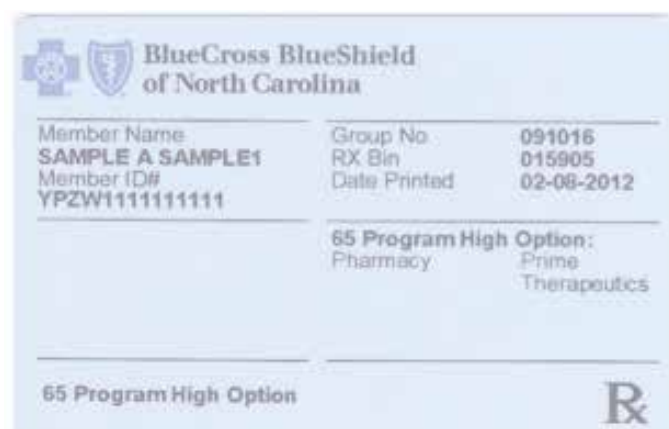 BlueCross BlueShield
of North Carolina
Member Name
SAMPLE A SAMPLE1
Member ID#
YPZW1111111111
Group No 091016
RX Bin 015905
Date Printed 02-08-2012
65 Program High Option:
Pharmacy Prime
Therapeutics
65 Program High Option
Rx